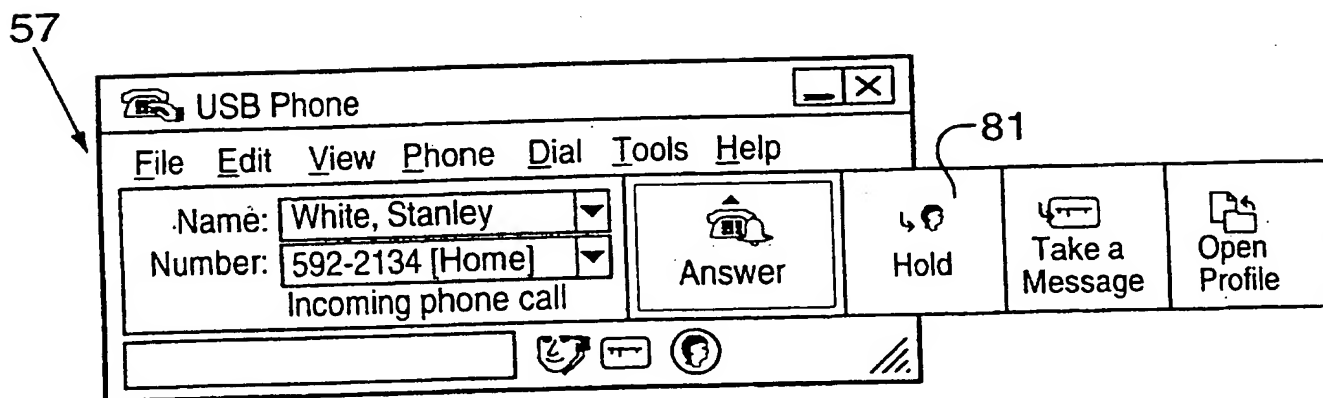 57
USB Phone
81
File Edit View Phone Dial Tools Help
Name: White, Stanley
Number: 592-2134 [Home]
Incoming phone call
Answer
Hold
Take a
Message
Open
Profile